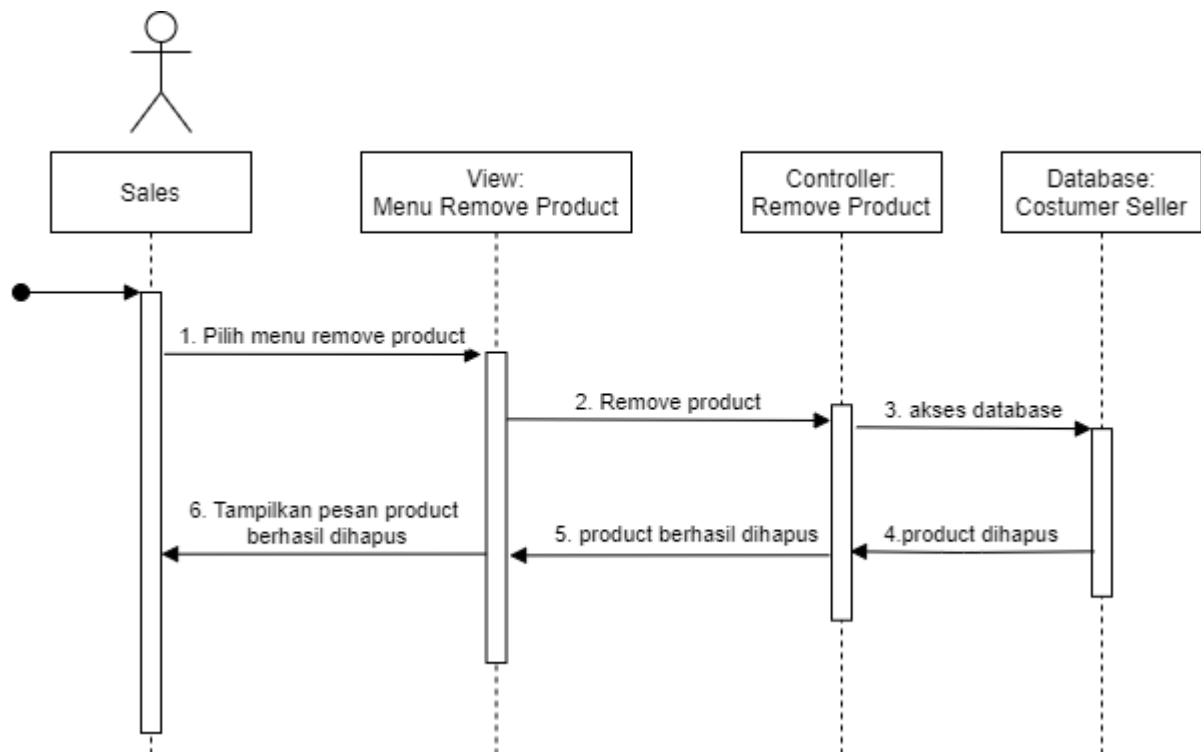 Sales
View:
Menu Remove Product
Controller:
Remove Product
Database:
Costumer Seller
1. Pilih menu remove product
2. Remove product
3. akses database
6. Tampilkan pesan product
berhasil dihapus
5. product berhasil dihapus
4.product dihapus